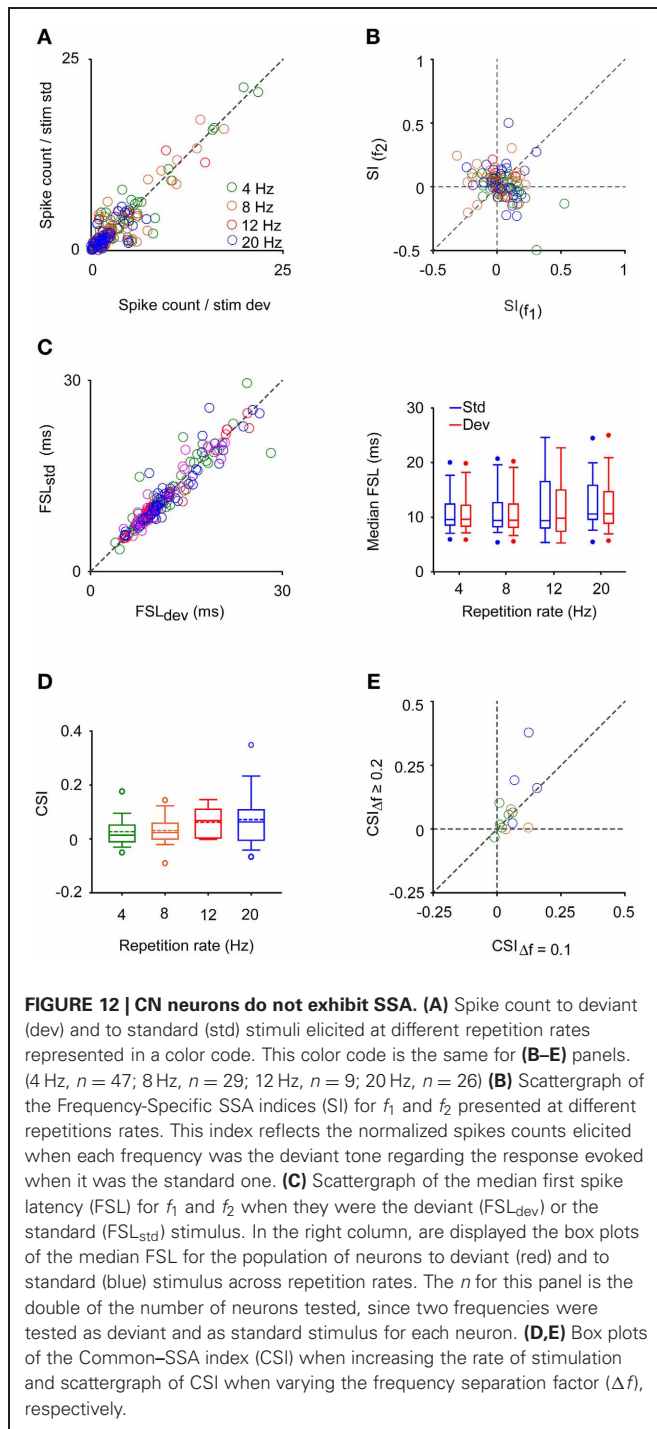 A
25
Spike count / stim std
0
0
25
Spike count / stim dev
4 Hz
8 Hz
12 Hz
20 Hz
B
1
0.5
SI(f2)
0
-0.5
-0.5
0
0.5
1
SI(f1)
C
30
FSLstd (ms)
0
0
30
FSLdev (ms)
Std
Dev
30
20
10
0
Median FSL (ms)
4
8
12
20
Repetition rate (Hz)
D
0.4
0.2
0
-0.2
CSI
4
8
12
20
Repetition rate (Hz)
E
0.5
0.25
0
-0.25
CSIΔf ≥ 0.2
-0.25
0
0.25
0.5
CSIΔf = 0.1
FIGURE 12 | CN neurons do not exhibit SSA. (A) Spike count to deviant
(dev) and to standard (std) stimuli elicited at different repetition rates
represented in a color code. This color code is the same for (B–E) panels.
(4 Hz, n = 47; 8 Hz, n = 29; 12 Hz, n = 9; 20 Hz, n = 26) (B) Scattergraph of
the Frequency-Specific SSA indices (SI) for f1 and f2 presented at different
repetitions rates. This index reflects the normalized spikes counts elicited
when each frequency was the deviant tone regarding the response evoked
when it was the standard one. (C) Scattergraph of the median first spike
latency (FSL) for f1 and f2 when they were the deviant (FSLdev) or the
standard (FSLstd) stimulus. In the right column, are displayed the box plots
of the median FSL for the population of neurons to deviant (red) and to
standard (blue) stimulus across repetition rates. The n for this panel is the
double of the number of neurons tested, since two frequencies were
tested as deviant and as standard stimulus for each neuron. (D,E) Box plots
of the Common–SSA index (CSI) when increasing the rate of stimulation
and scattergraph of CSI when varying the frequency separation factor (Δf),
respectively.